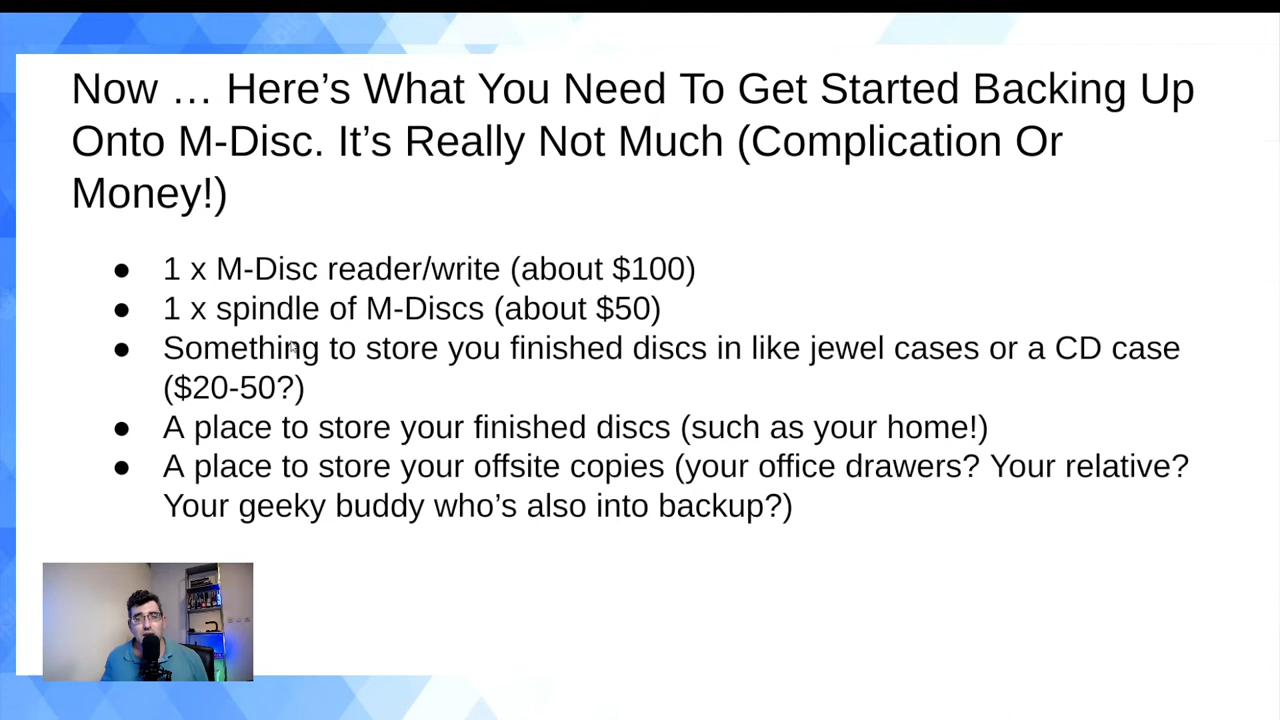 Now … Here’s What You Need To Get Started Backing Up
Onto M-Disc. It’s Really Not Much (Complication Or
Money!)
● 1 x M-Disc reader/write (about $100)
● 1 x spindle of M-Discs (about $50)
● Something to store you finished discs in like jewel cases or a CD case
($20-50?)
● A place to store your finished discs (such as your home!)
● A place to store your offsite copies (your office drawers? Your relative?
Your geeky buddy who’s also into backup?)